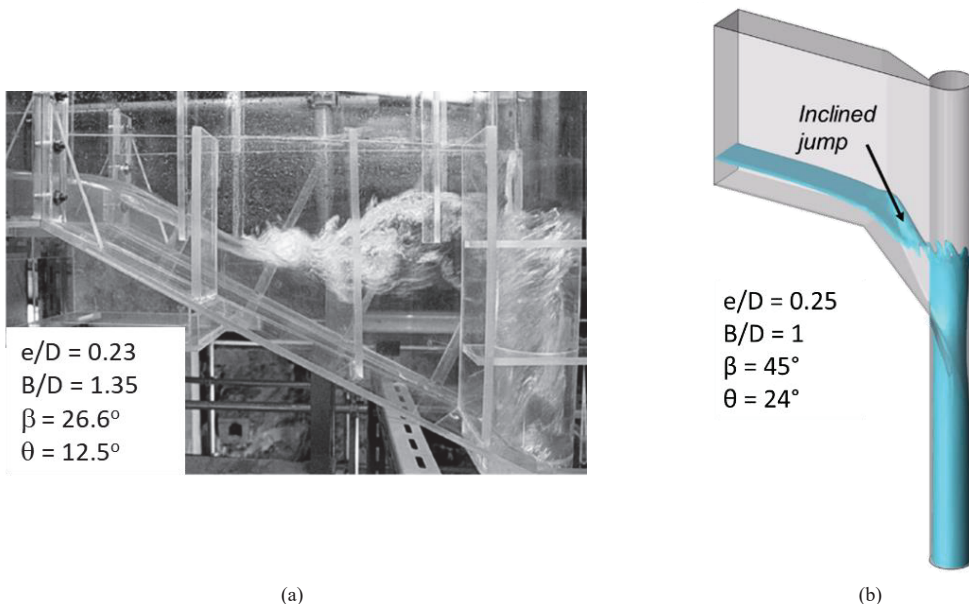 e/D = 0.23
B/D = 1.35
β = 26.6°
θ = 12.5°
Inclined
jump
e/D = 0.25
B/D = 1
β = 45°
θ = 24°
(a)
(b)